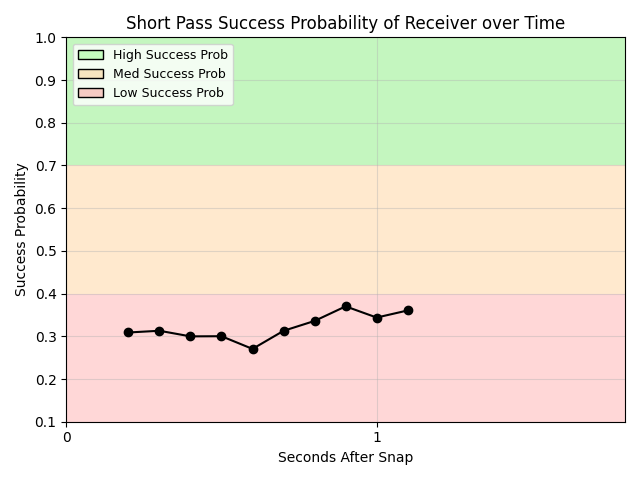 Short Pass Success Probability of Receiver over Time
1.0
High Success Prob
Med Success Prob
0.9
Low Success Prob
0.8
0.7
0.6
0.5
0.4
0.3
0.2
0.1
Success Probability
0 1
Seconds After Snap